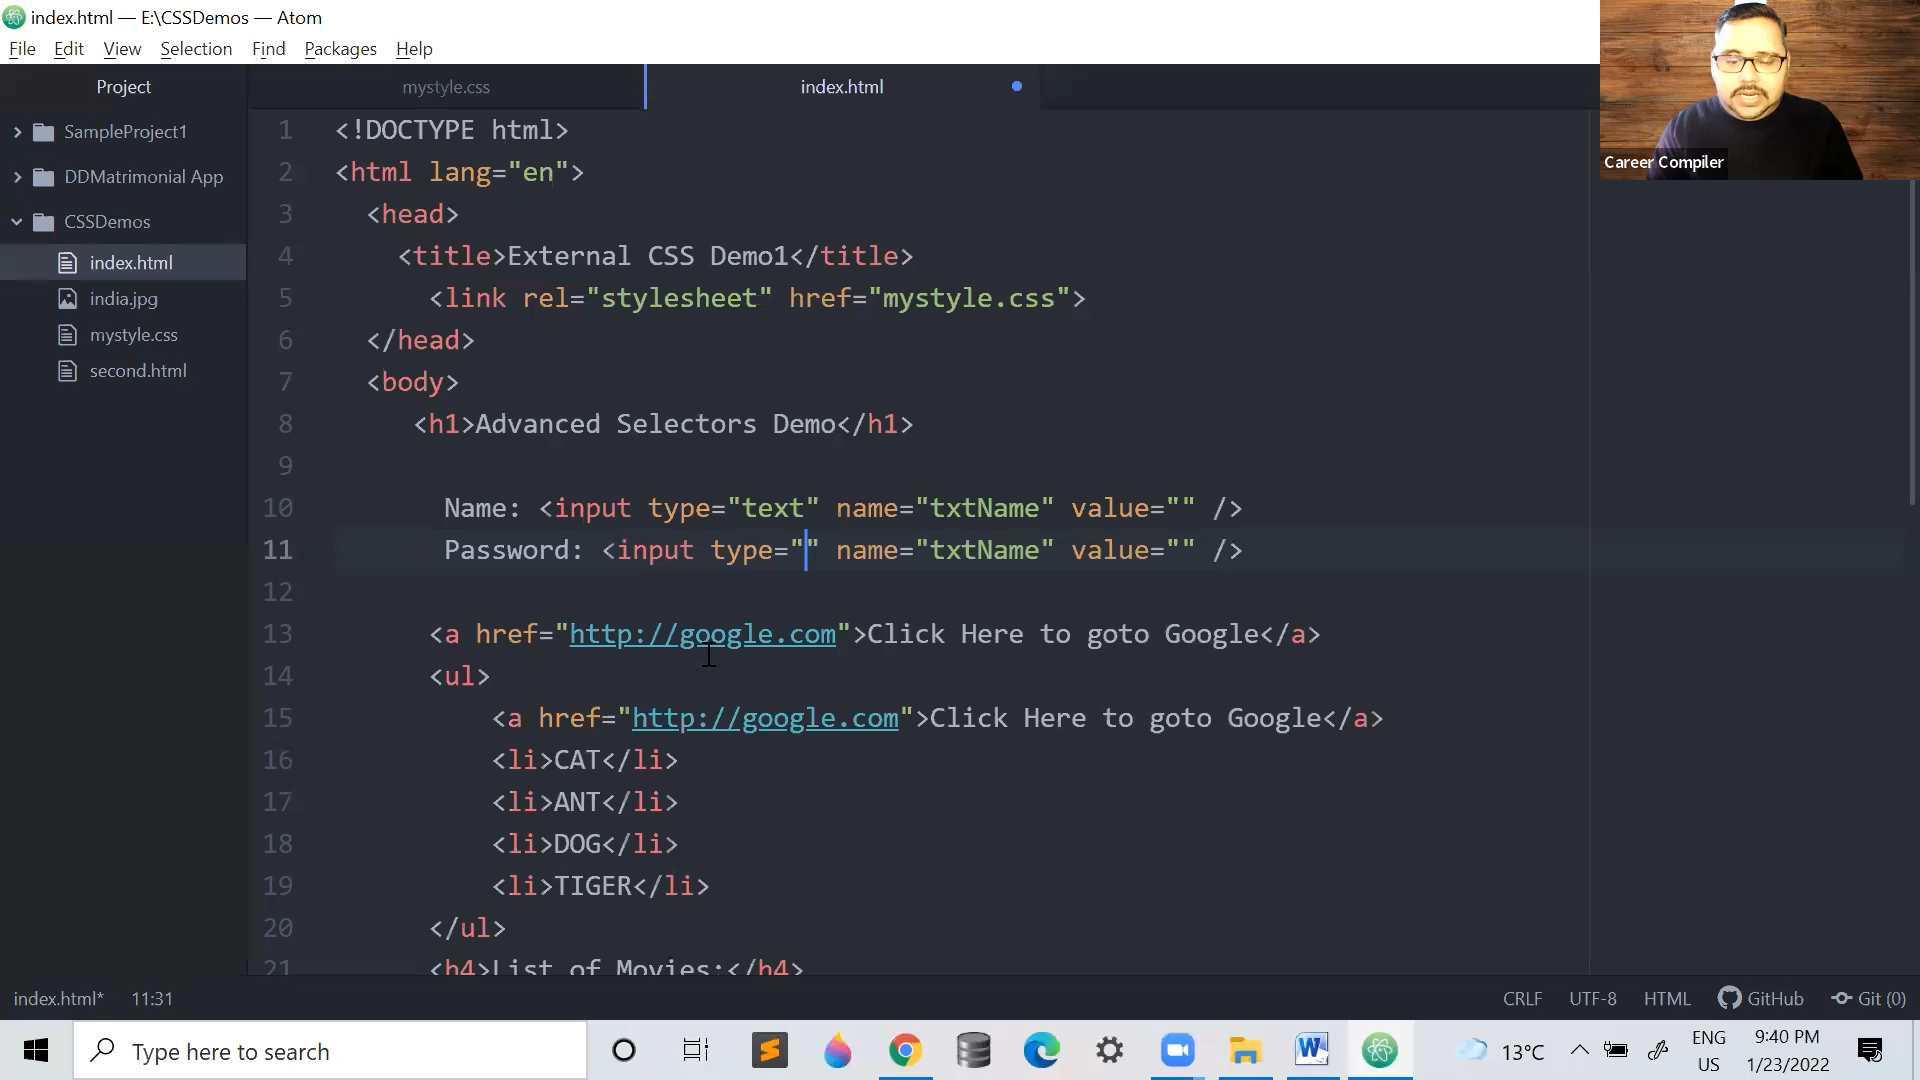 index.html — E:\CSSDemos — Atom
File Edit View Selection Find Packages Help
Project
mystyle.css
index.html
SampleProject1
DDMatrimonial App
CSSDemos
index.html
india.jpg
mystyle.css
second.html
1 <!DOCTYPE html>
2 <html lang="en">
3 <head>
4 <title>External CSS Demo1</title>
5 <link rel="stylesheet" href="mystyle.css">
6 </head>
7 <body>
8 <h1>Advanced Selectors Demo</h1>
9
10 Name: <input type="text" name="txtName" value="" />
11 Password: <input type="" name="txtName" value="" />
12
13 <a href="http://google.com">Click Here to goto Google</a>
14 <ul>
15 <a href="http://google.com">Click Here to goto Google</a>
16 <li>CAT</li>
17 <li>ANT</li>
18 <li>DOG</li>
19 <li>TIGER</li>
20 </ul>
21 <h4>List of Movies:</h4>
Career Compiler
index.html* 11:31
CRLF UTF-8 HTML GitHub Git (0)
Type here to search
13°C
ENG
US
9:40 PM
1/23/2022